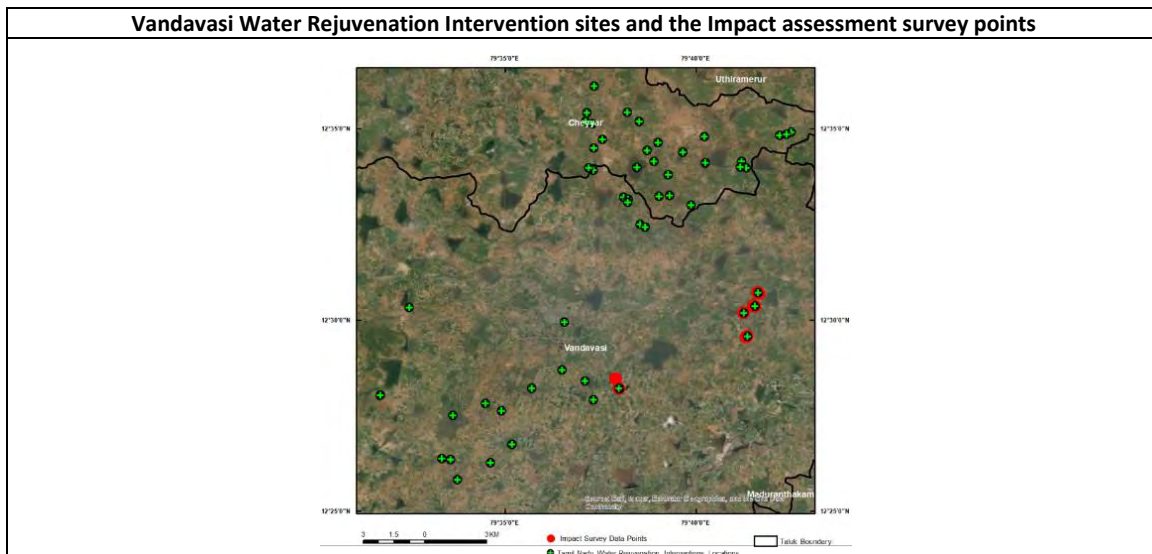 Vandavasi Water Rejuvenation Intervention sites and the Impact assessment survey points
79°35'0"E 79°40'0"E
Uthiramerur
12°35'0"N Cheyyar 12°35'0"N
12°30'0"N 12°30'0"N
Vandavasi
Maduranthakam
Community
12°25'0"N 12°25'0"N
79°35'0"E 79°40'0"E
3 1.5 0 3 KM Impact Survey Data Points Taluk Boundary
Tamil Nadu Water Rejuvenation Interventions Locations